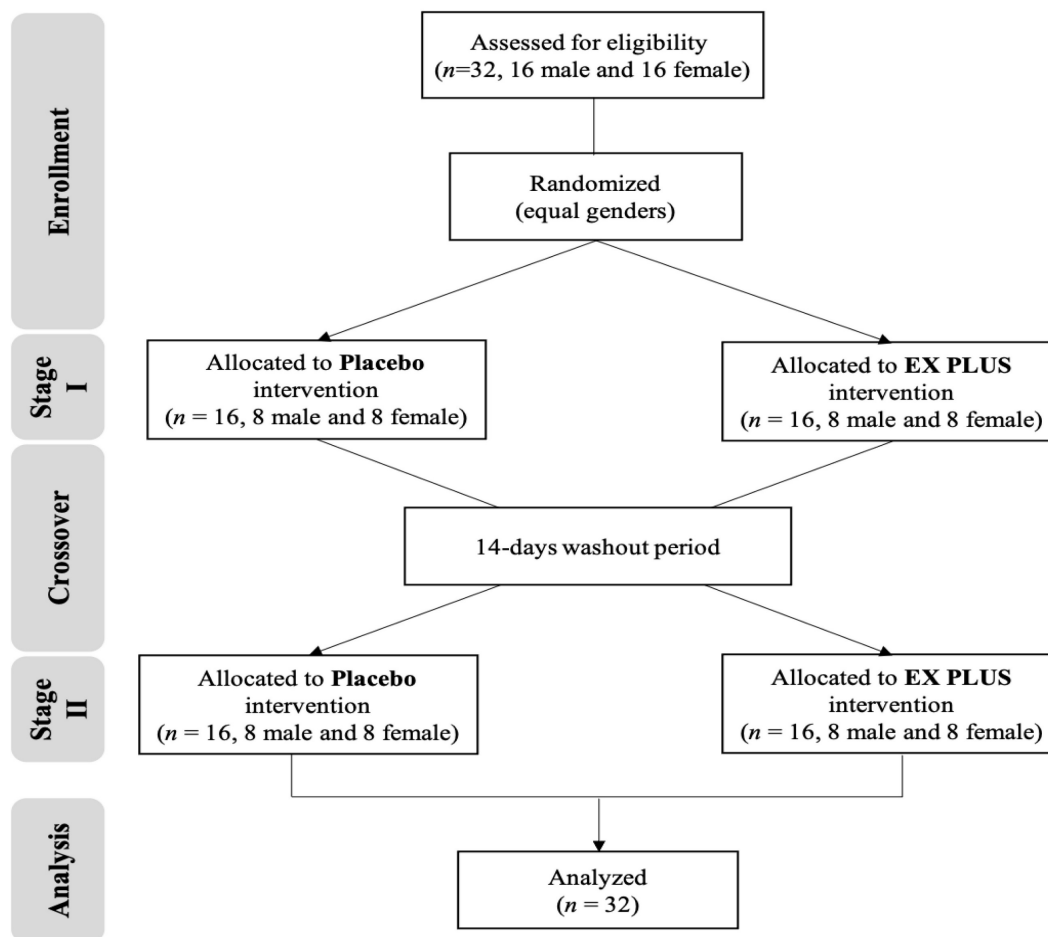 Enrollment
Assessed for eligibility
(n=32, 16 male and 16 female)
Randomized
(equal genders)
Stage
I
Allocated to Placebo
intervention
(n = 16, 8 male and 8 female)
Allocated to EX PLUS
intervention
(n = 16, 8 male and 8 female)
Crossover
14-days washout period
Stage
II
Allocated to Placebo
intervention
(n = 16, 8 male and 8 female)
Allocated to EX PLUS
intervention
(n = 16, 8 male and 8 female)
Analysis
Analyzed
(n = 32)